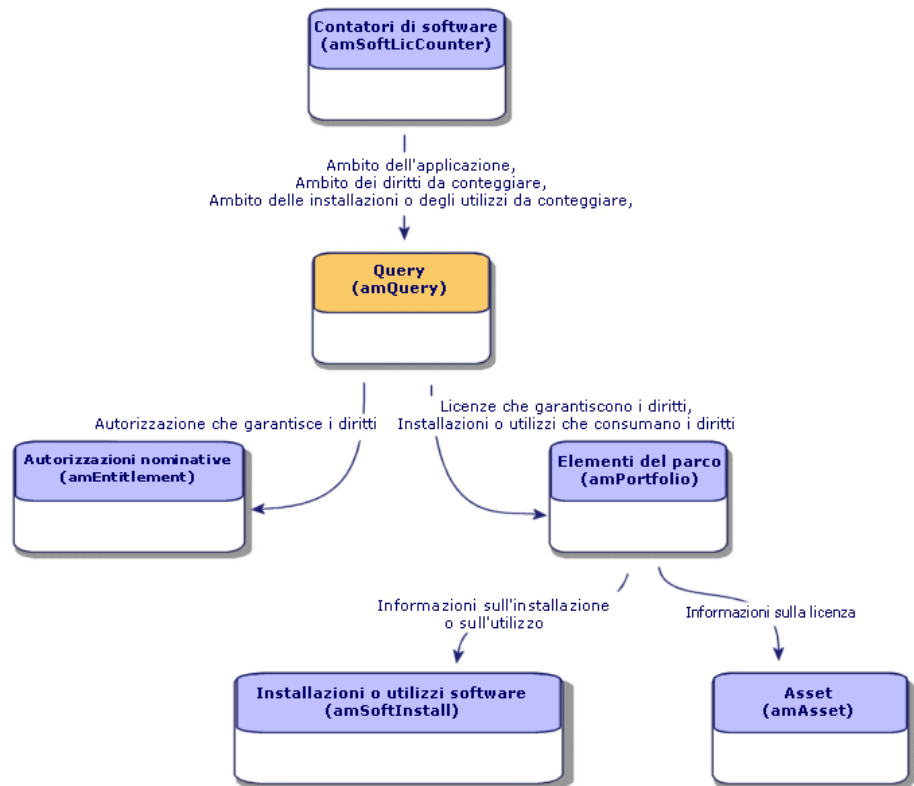 Contatori di software
(amSoftLicCounter)
Ambito dell'applicazione,
Ambito dei diritti da conteggiare,
Ambito delle installazioni o degli utilizzi da conteggiare,
Query
(amQuery)
Autorizzazione che garantisce i diritti
Licenze che garantiscono i diritti,
Installazioni o utilizzi che consumano i diritti
Autorizzazioni nominative
(amEntitlement)
Elementi del parco
(amPortfolio)
Informazioni sull'installazione
o sull'utilizzo
Informazioni sulla licenza
Installazioni o utilizzi software
(amSoftInstall)
Asset
(amAsset)